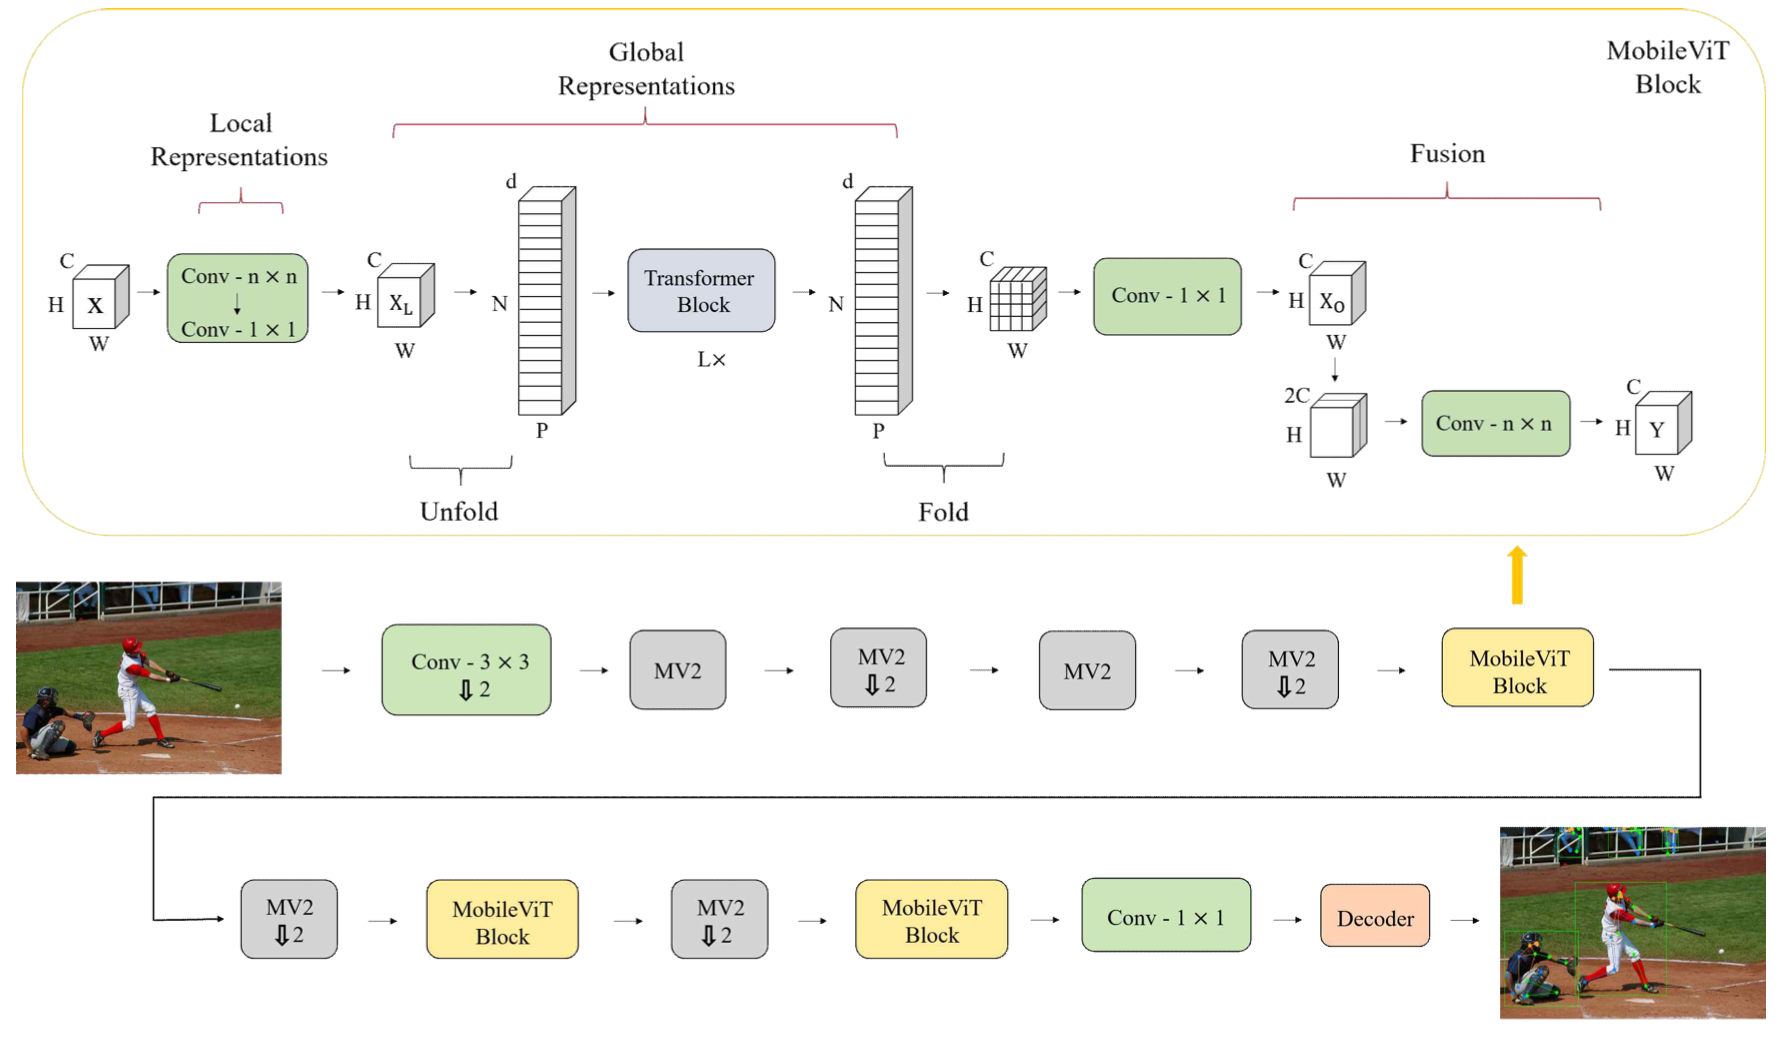 MobileViT
Block
Global
Representations
Local
Representations
Fusion
C
H
X
W
Conv - n × n
Conv - 1 × 1
C
H
X_L
W
d
N
P
Transformer
Block
L×
d
N
P
C
H
W
Conv - 1 × 1
C
H
X_O
W
2C
H
W
Conv - n × n
C
H
Y
W
Unfold
Fold
Conv - 3 × 3
⇩ 2
MV2
MV2
⇩ 2
MV2
MV2
⇩ 2
MobileViT
Block
MV2
⇩ 2
MobileViT
Block
MV2
⇩ 2
MobileViT
Block
Conv - 1 × 1
Decoder